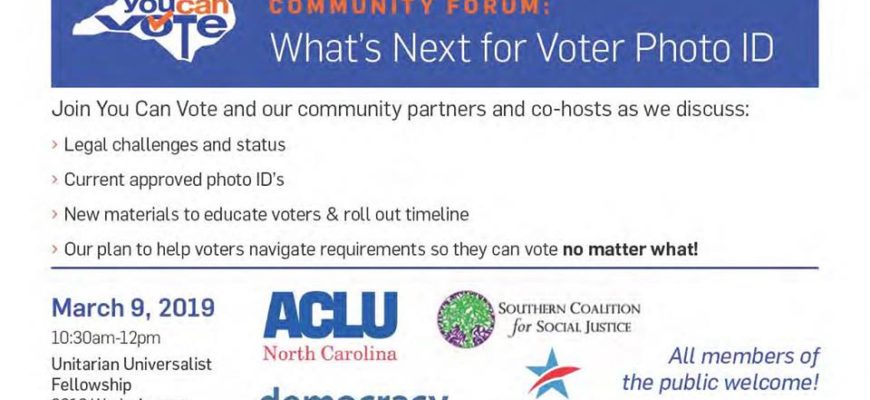 you can
VOTE
COMMUNITY FORUM:
What's Next for Voter Photo ID
Join You Can Vote and our community partners and co-hosts as we discuss:
› Legal challenges and status
› Current approved photo ID's
› New materials to educate voters & roll out timeline
› Our plan to help voters navigate requirements so they can vote no matter what!
March 9, 2019
10:30am-12pm
Unitarian Universalist
Fellowship
ACLU
North Carolina
SOUTHERN COALITION
for SOCIAL JUSTICE
democracy
All members of
the public welcome!